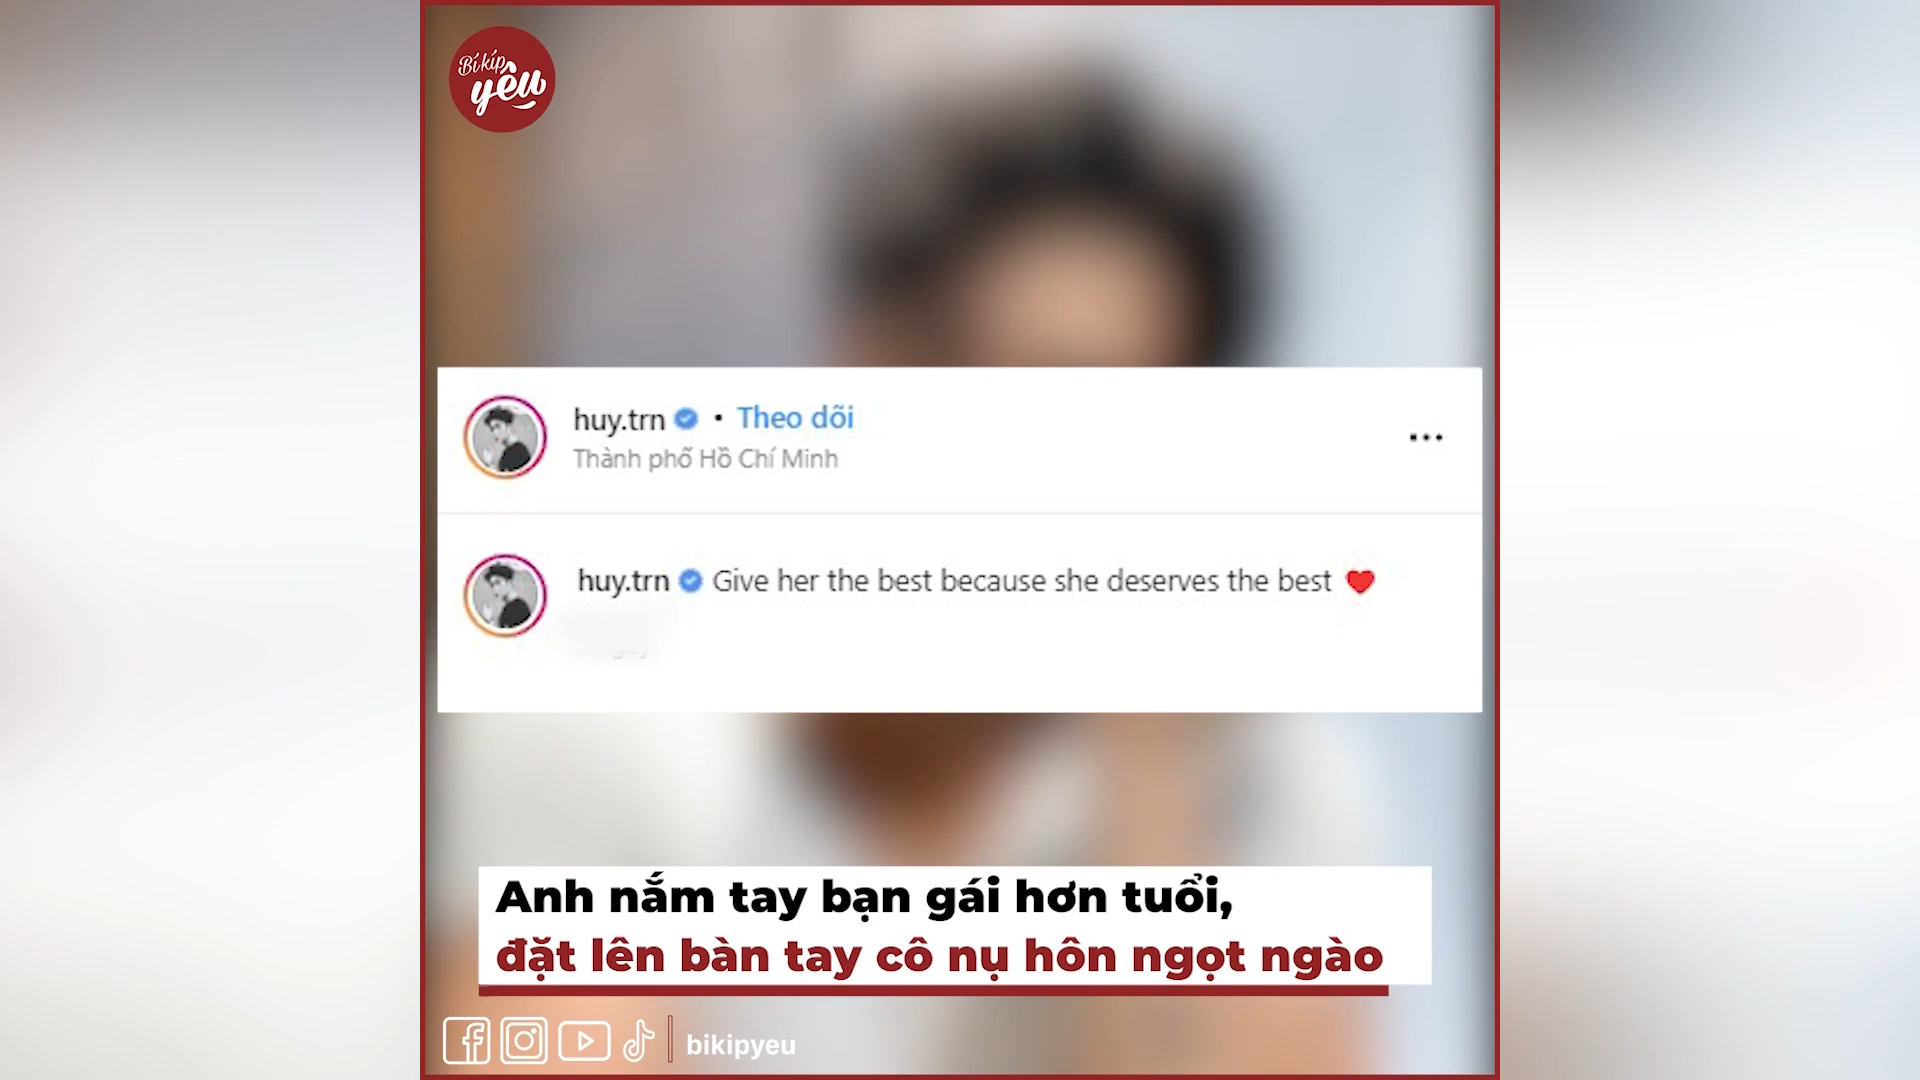 Bí kíp
yêu
huy.trn • Theo dõi
Thành phố Hồ Chí Minh
huy.trn Give her the best because she deserves the best ❤
Anh nắm tay bạn gái hơn tuổi,
đặt lên bàn tay cô nụ hôn ngọt ngào
bikipyeu